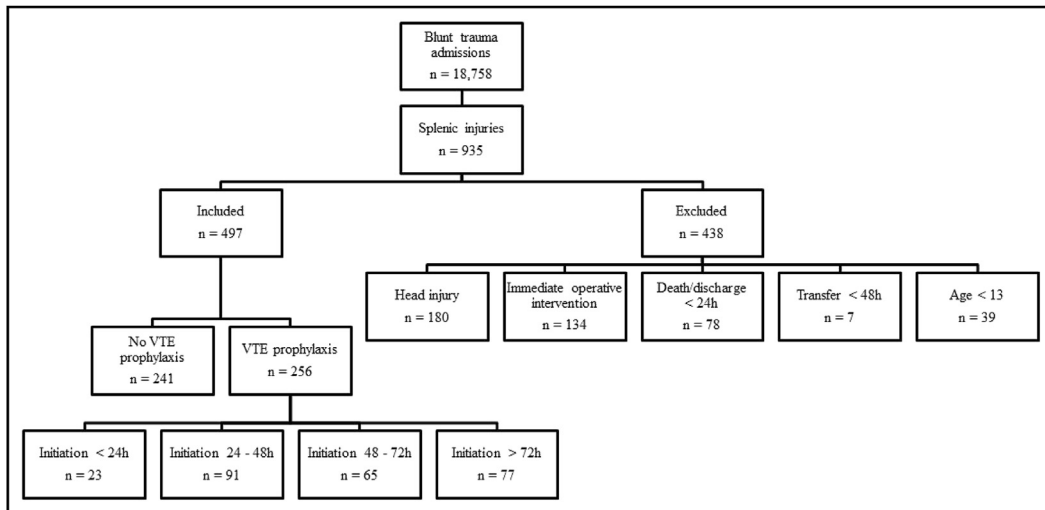 Blunt trauma
admissions
n = 18,758
Splenic injuries
n = 935
Included
n = 497
Excluded
n = 438
Head injury
n = 180
Immediate operative
intervention
n = 134
Death/discharge
< 24h
n = 78
Transfer < 48h
n = 7
Age < 13
n = 39
No VTE
prophylaxis
n = 241
VTE prophylaxis
n = 256
Initiation < 24h
n = 23
Initiation 24 - 48h
n = 91
Initiation 48 - 72h
n = 65
Initiation > 72h
n = 77